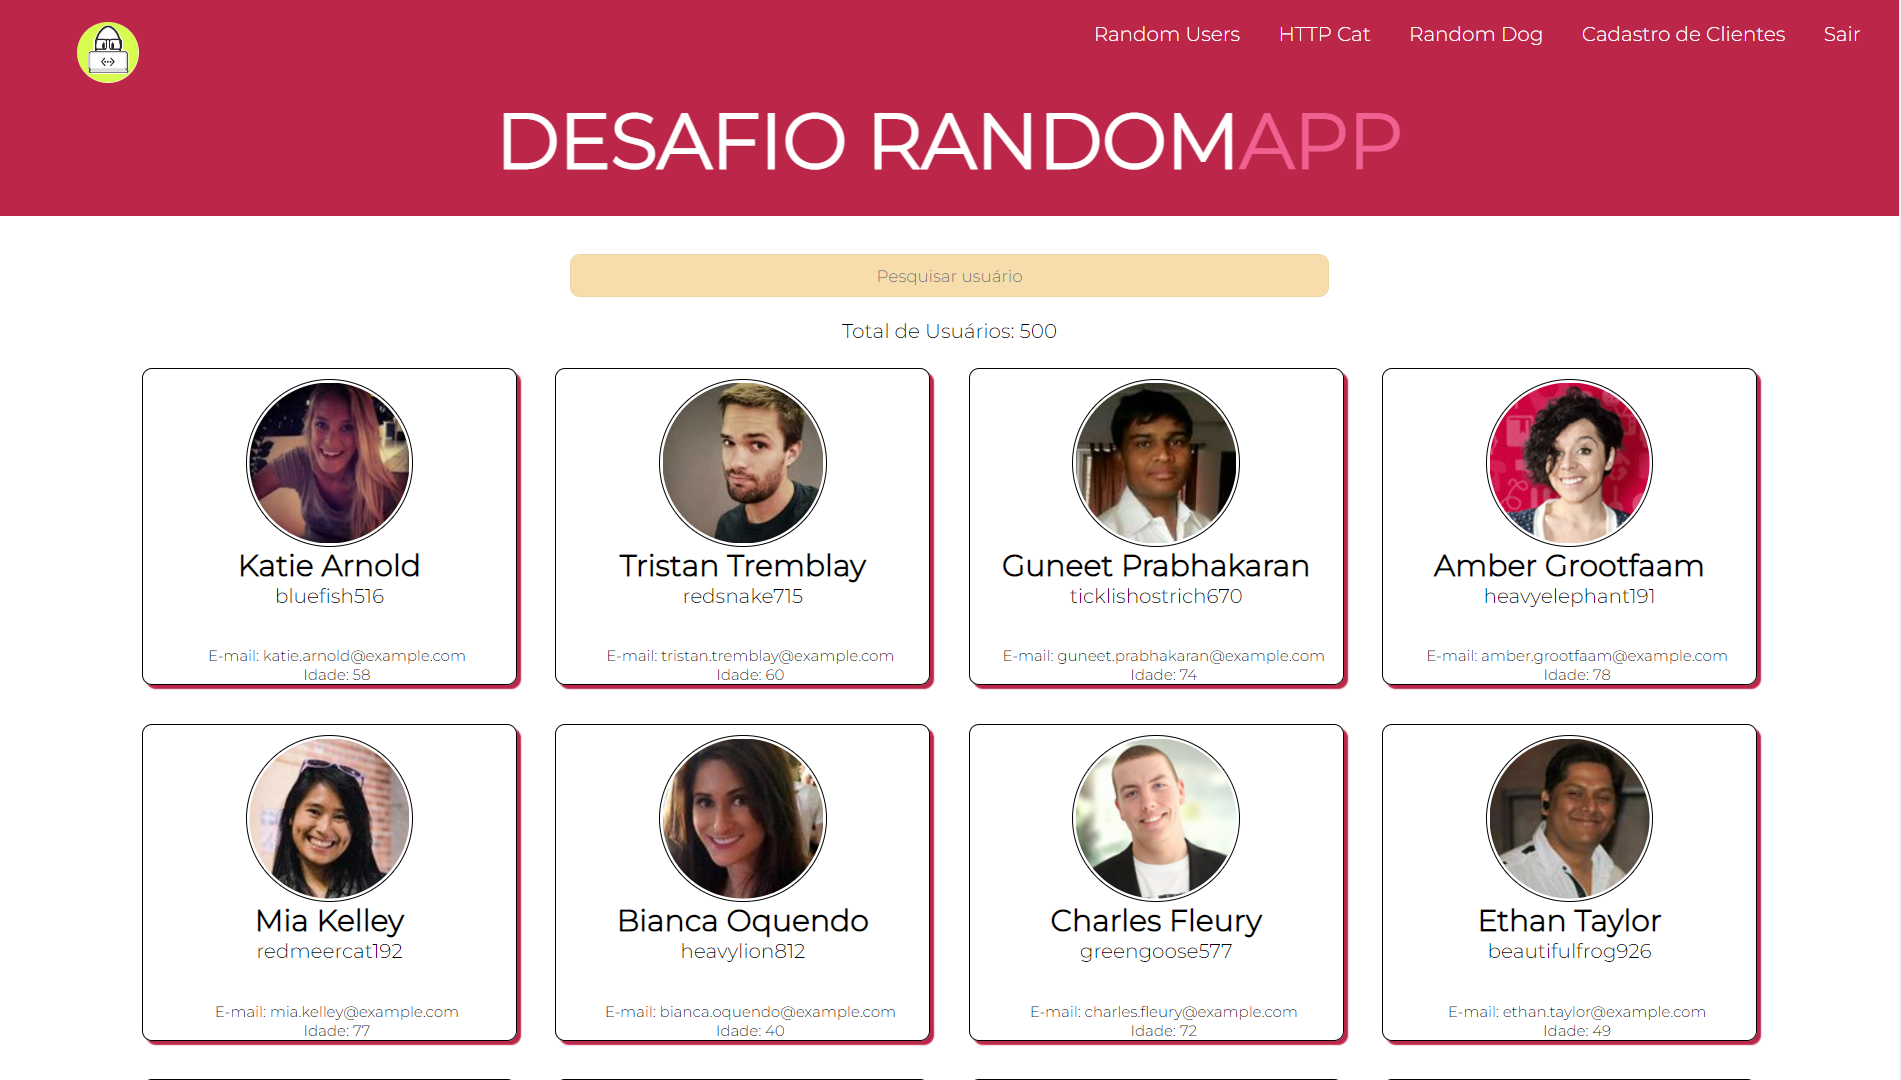 Random Users HTTP Cat Random Dog Cadastro de Clientes Sair
DESAFIO RANDOMAPP
Pesquisar usuário
Total de Usuários: 500
Katie Arnold
bluefish516
E-mail: katie.arnold@example.com
Idade: 58
Tristan Tremblay
redsnake715
E-mail: tristan.tremblay@example.com
Idade: 60
Guneet Prabhakaran
ticklishostrich670
E-mail: guneet.prabhakaran@example.com
Idade: 74
Amber Grootfaam
heavyelephant191
E-mail: amber.grootfaam@example.com
Idade: 78
Mia Kelley
redmeercat192
E-mail: mia.kelley@example.com
Idade: 77
Bianca Oquendo
heavylion812
E-mail: bianca.oquendo@example.com
Idade: 40
Charles Fleury
greengoose577
E-mail: charles.fleury@example.com
Idade: 72
Ethan Taylor
beautifulfrog926
E-mail: ethan.taylor@example.com
Idade: 49